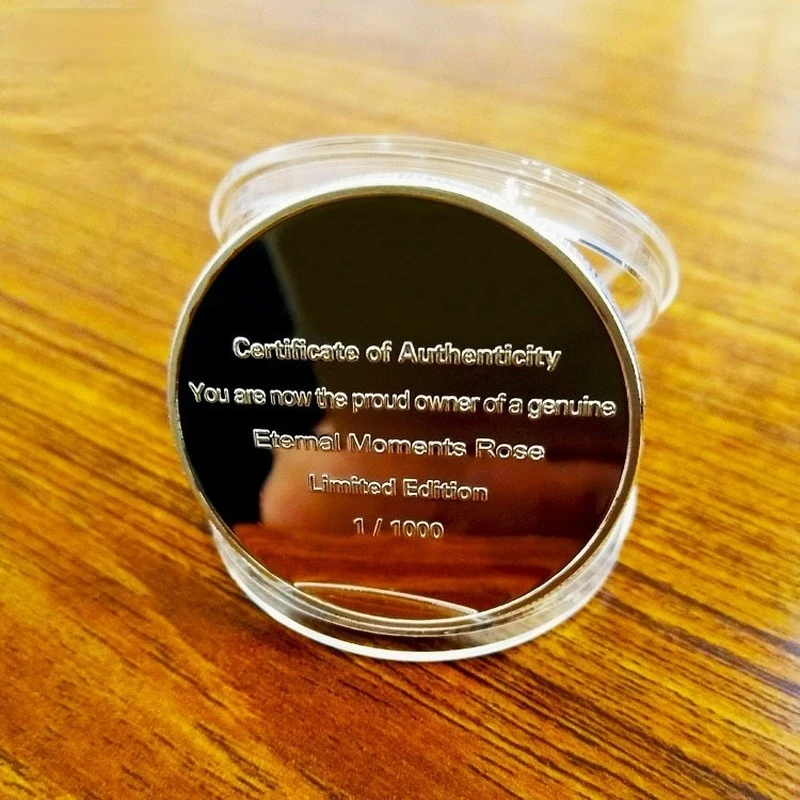 Certificate of Authenticity
You are now the proud owner of a genuine
Eternal Moments Rose
Limited Edition
1 / 1000